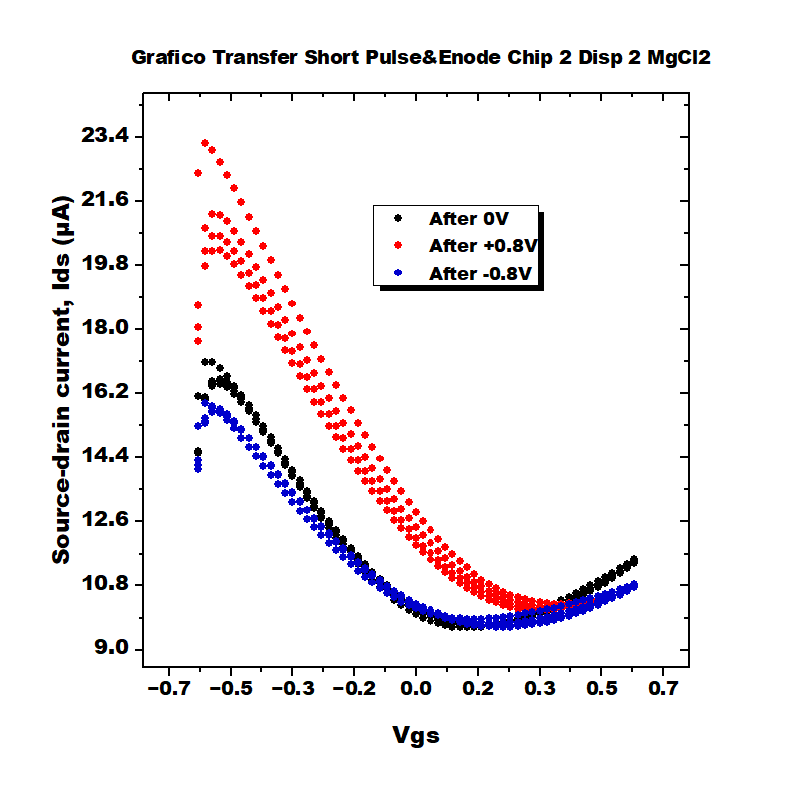 Grafico Transfer Short Pulse&Enode Chip 2 Disp 2 MgCl2
23.4
21.6
19.8
18.0
16.2
14.4
12.6
10.8
9.0
Source-drain current, Ids (µA)
After 0V
After +0.8V
After -0.8V
−0.7 −0.5 −0.3 −0.2 0.0 0.2 0.3 0.5 0.7
Vgs